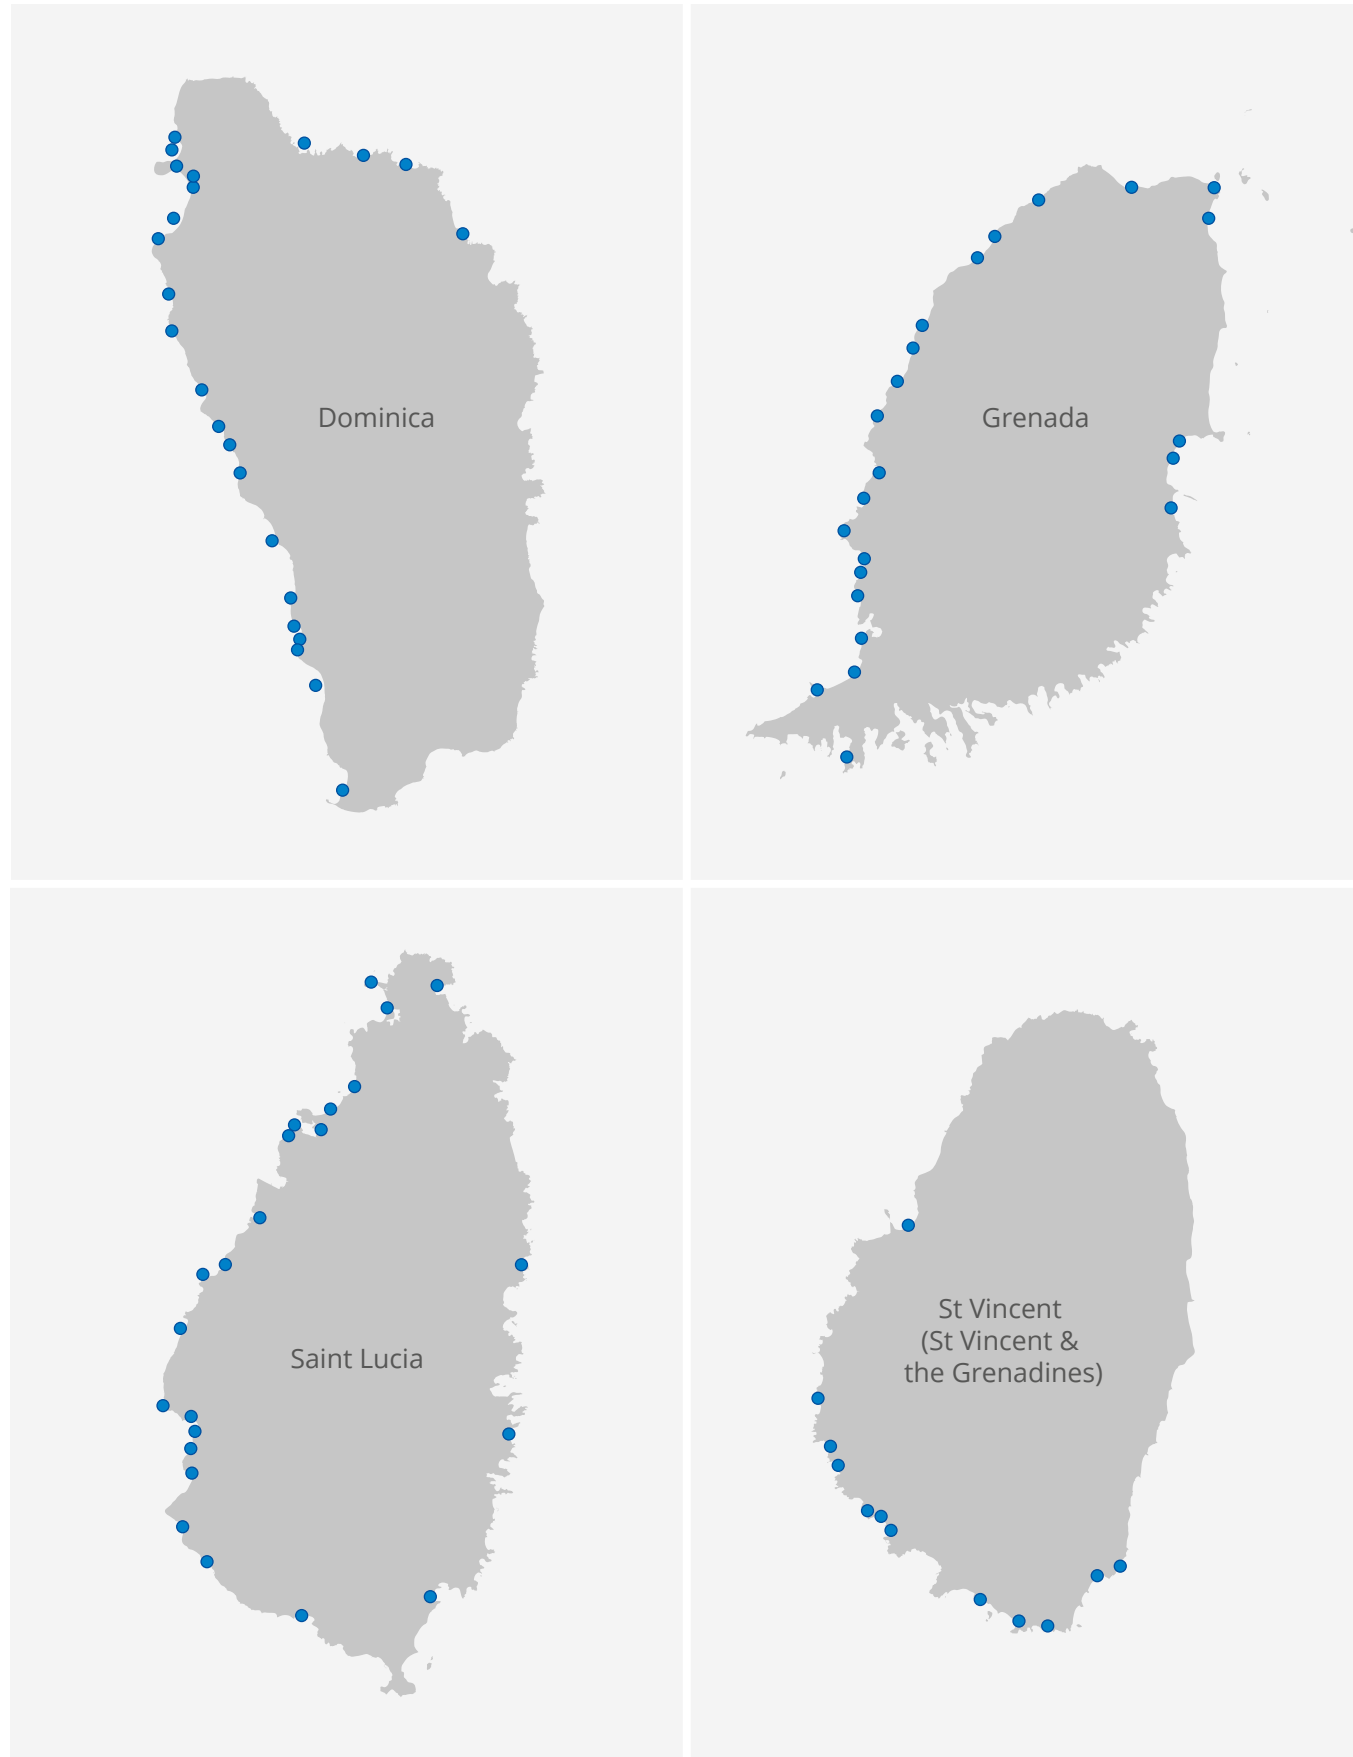 Dominica
Grenada
Saint Lucia
St Vincent
(St Vincent &
the Grenadines)